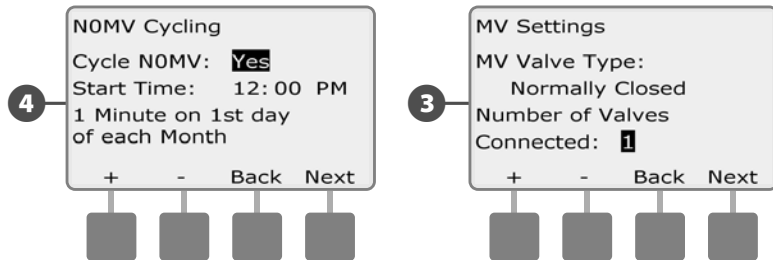 4
N0MV Cycling
Cycle N0MV: Yes
Start Time: 12:00 PM
1 Minute on 1st day
of each Month
+ - Back Next
3
MV Settings
MV Valve Type:
Normally Closed
Number of Valves
Connected: 1
+ - Back Next